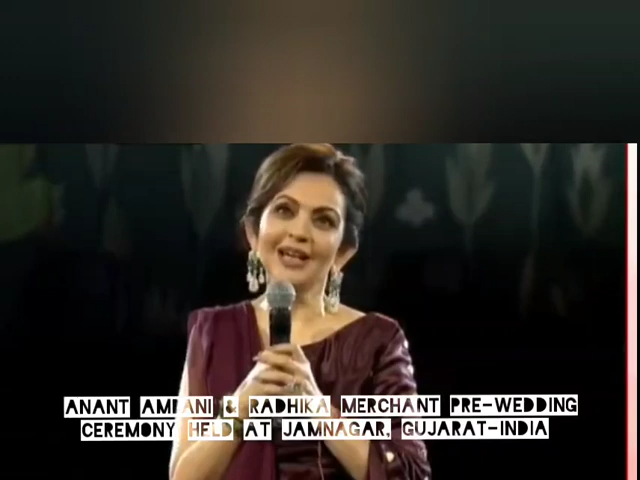 ANANT AMBANI & RADHIKA MERCHANT PRE-WEDDING
CEREMONY HELD AT JAMNAGAR, GUJARAT-INDIA